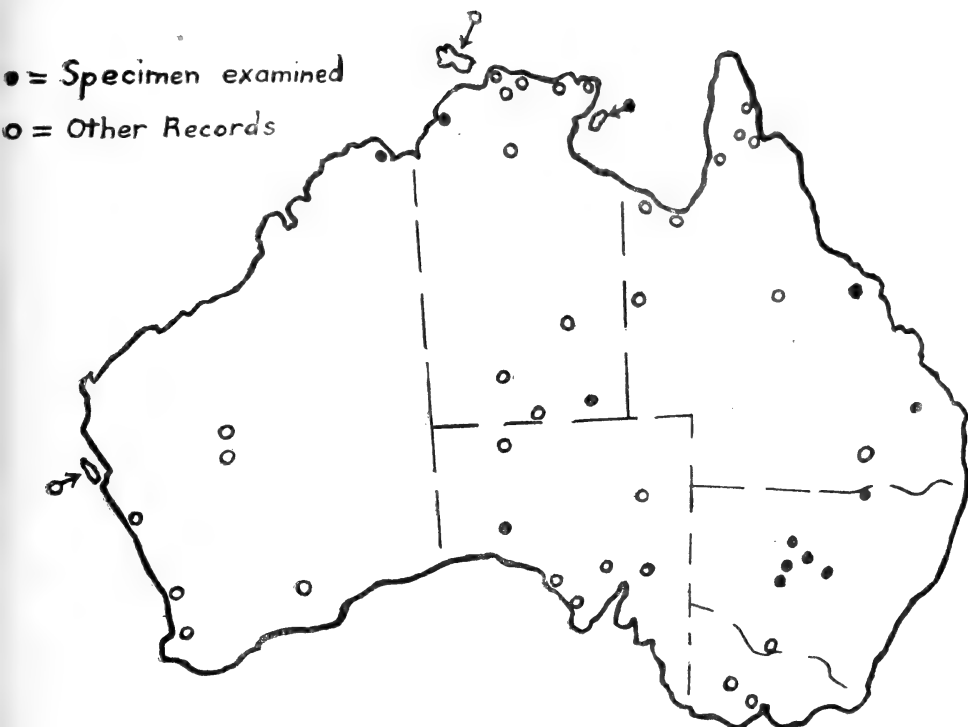 ● = Specimen examined
○ = Other Records